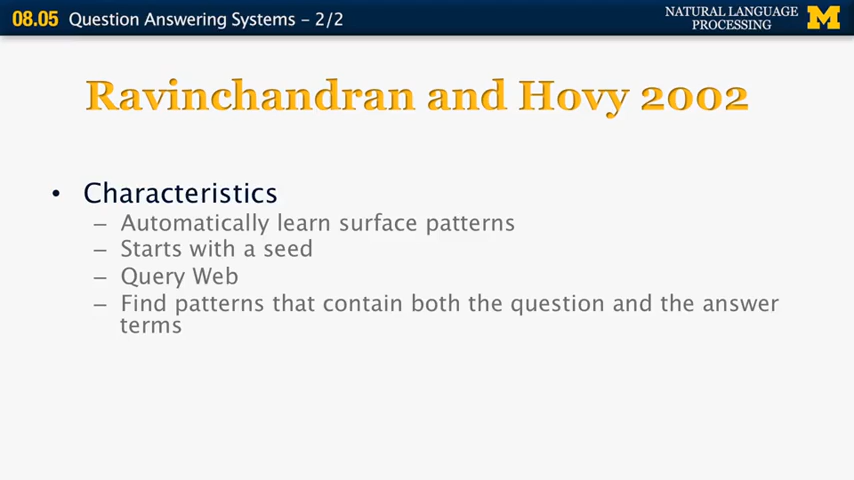 08.05 Question Answering Systems – 2/2
NATURAL LANGUAGE
PROCESSING
M
Ravinchandran and Hovy 2002
• Characteristics
– Automatically learn surface patterns
– Starts with a seed
– Query Web
– Find patterns that contain both the question and the answer
terms